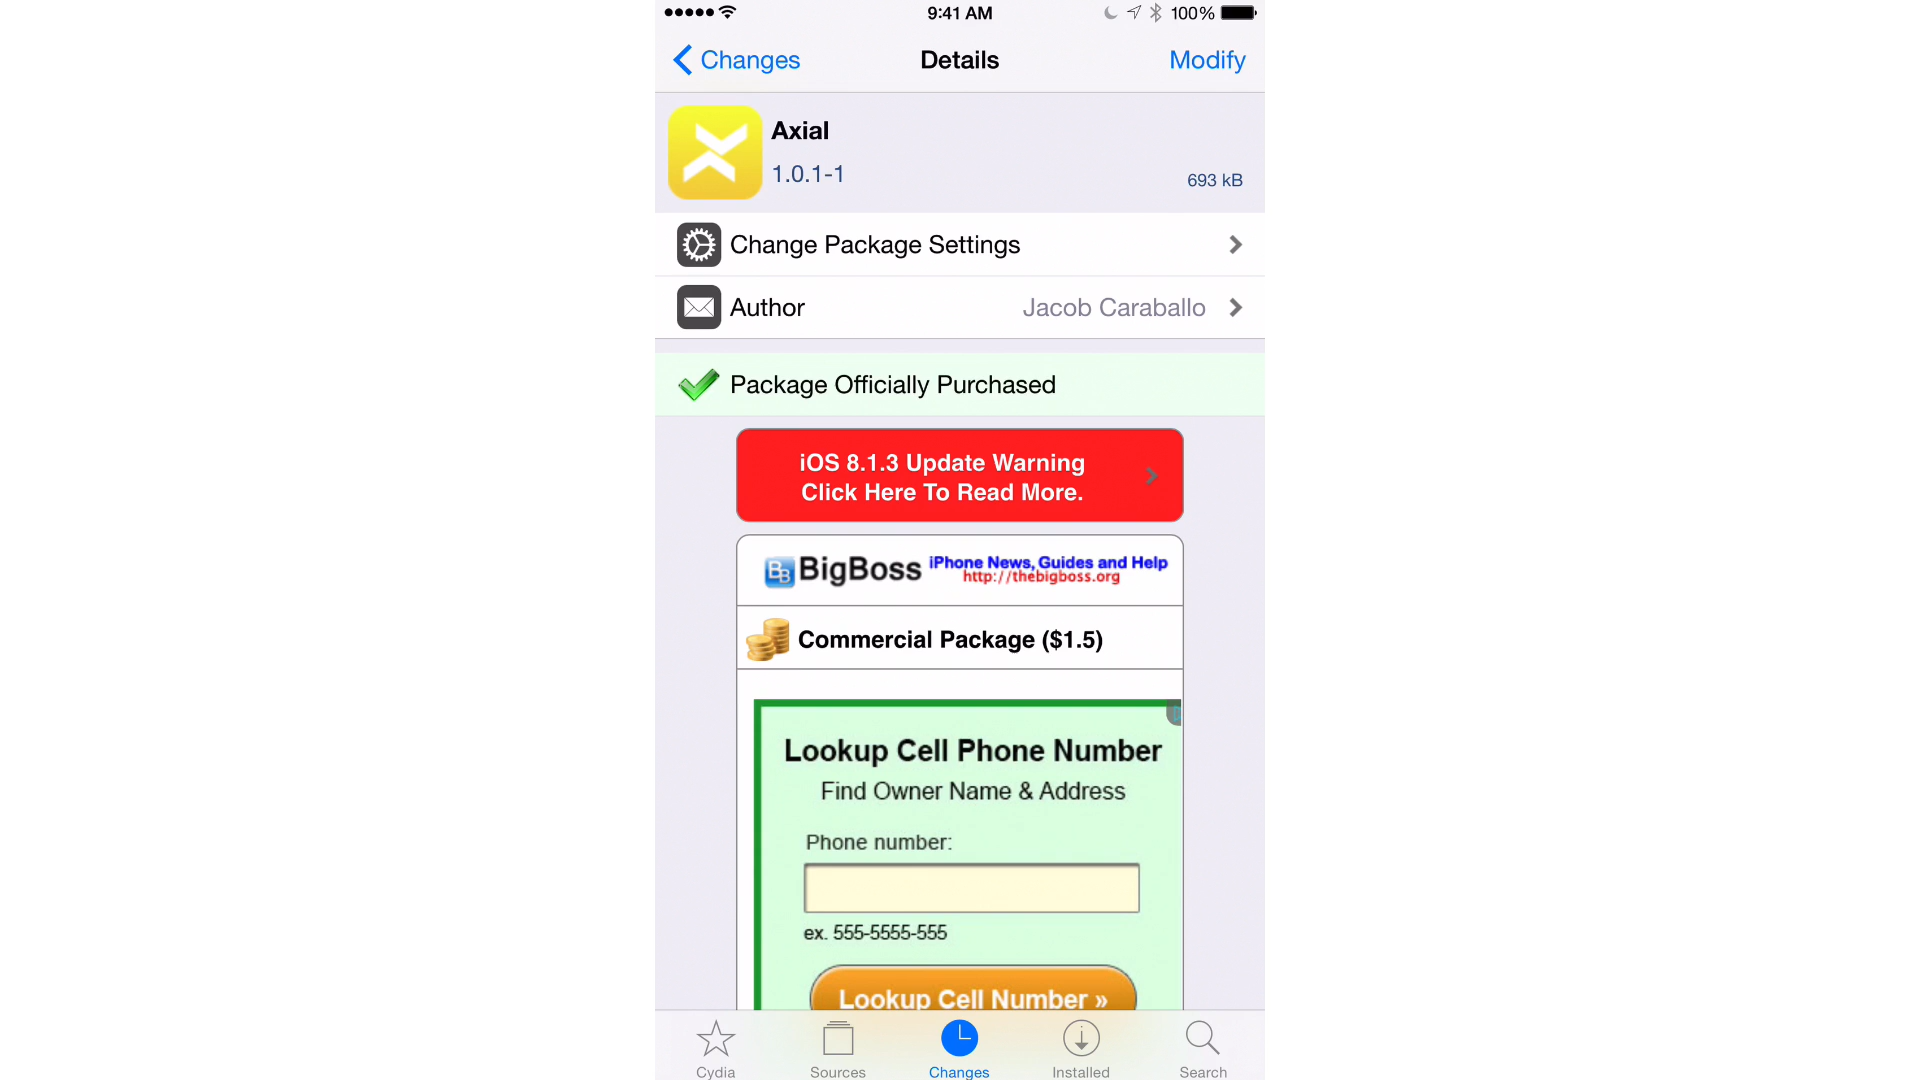 9:41 AM
100%
Changes
Details
Modify
Axial
1.0.1-1
693 kB
Change Package Settings
Author
Jacob Caraballo
Package Officially Purchased
iOS 8.1.3 Update Warning
Click Here To Read More.
BigBoss
iPhone News, Guides and Help
http://thebigboss.org
Commercial Package ($1.5)
Lookup Cell Phone Number
Find Owner Name & Address
Phone number:
ex. 555-5555-555
Lookup Cell Number »
Cydia
Sources
Changes
Installed
Search